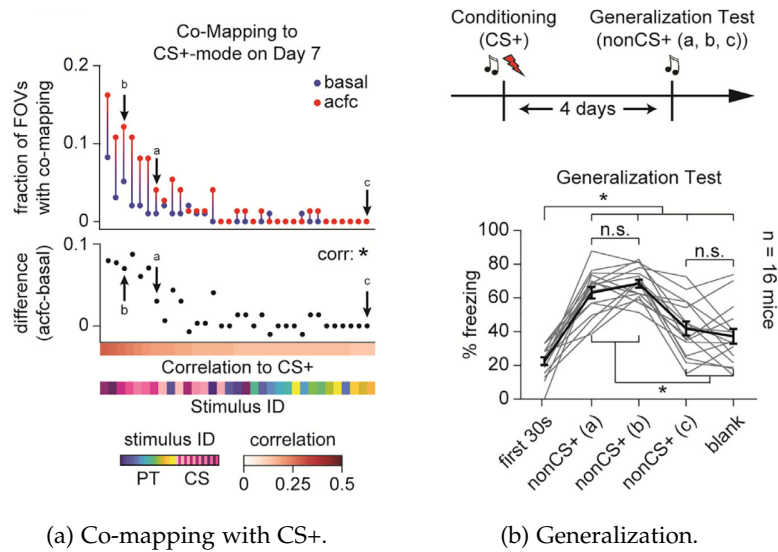 Co-Mapping to
CS+-mode on Day 7
basal
acfc
fraction of FOVs
with co-mapping
0.2
0.1
0
b
a
c
difference
(acfc-basal)
0.1
0
corr: *
a
b
c
Correlation to CS+
Stimulus ID
stimulus ID
PT CS
correlation
0 0.25 0.5
(a) Co-mapping with CS+.
Conditioning
(CS+)
Generalization Test
(nonCS+ (a, b, c))
4 days
Generalization Test
*
n.s.
n.s.
*
% freezing
100
80
60
40
20
0
n = 16 mice
first 30s
nonCS+ (a)
nonCS+ (b)
nonCS+ (c)
blank
(b) Generalization.